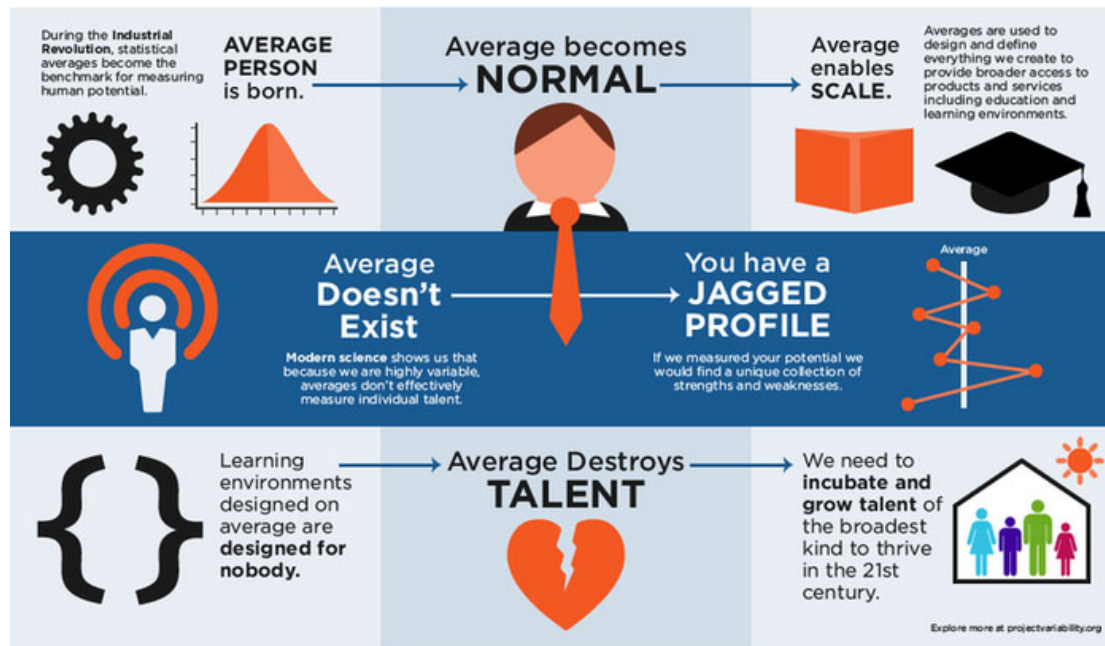 During the Industrial
Revolution, statistical
averages become the
benchmark for measuring
human potential.
AVERAGE
PERSON
is born.
Average becomes
NORMAL
Average
enables
SCALE.
Averages are used to
design and define
everything we create to
provide broader access to
products and services
including education and
learning environments.
Average
Doesn't
Exist
Modern science shows us that
because we are highly variable,
averages don't effectively
measure individual talent.
You have a
JAGGED
PROFILE
If we measured your potential we
would find a unique collection of
strengths and weaknesses.
Average
Learning
environments
designed on
average are
designed for
nobody.
Average Destroys
TALENT
We need to
incubate and
grow talent of
the broadest
kind to thrive
in the 21st
century.
Explore more at projectvariability.org